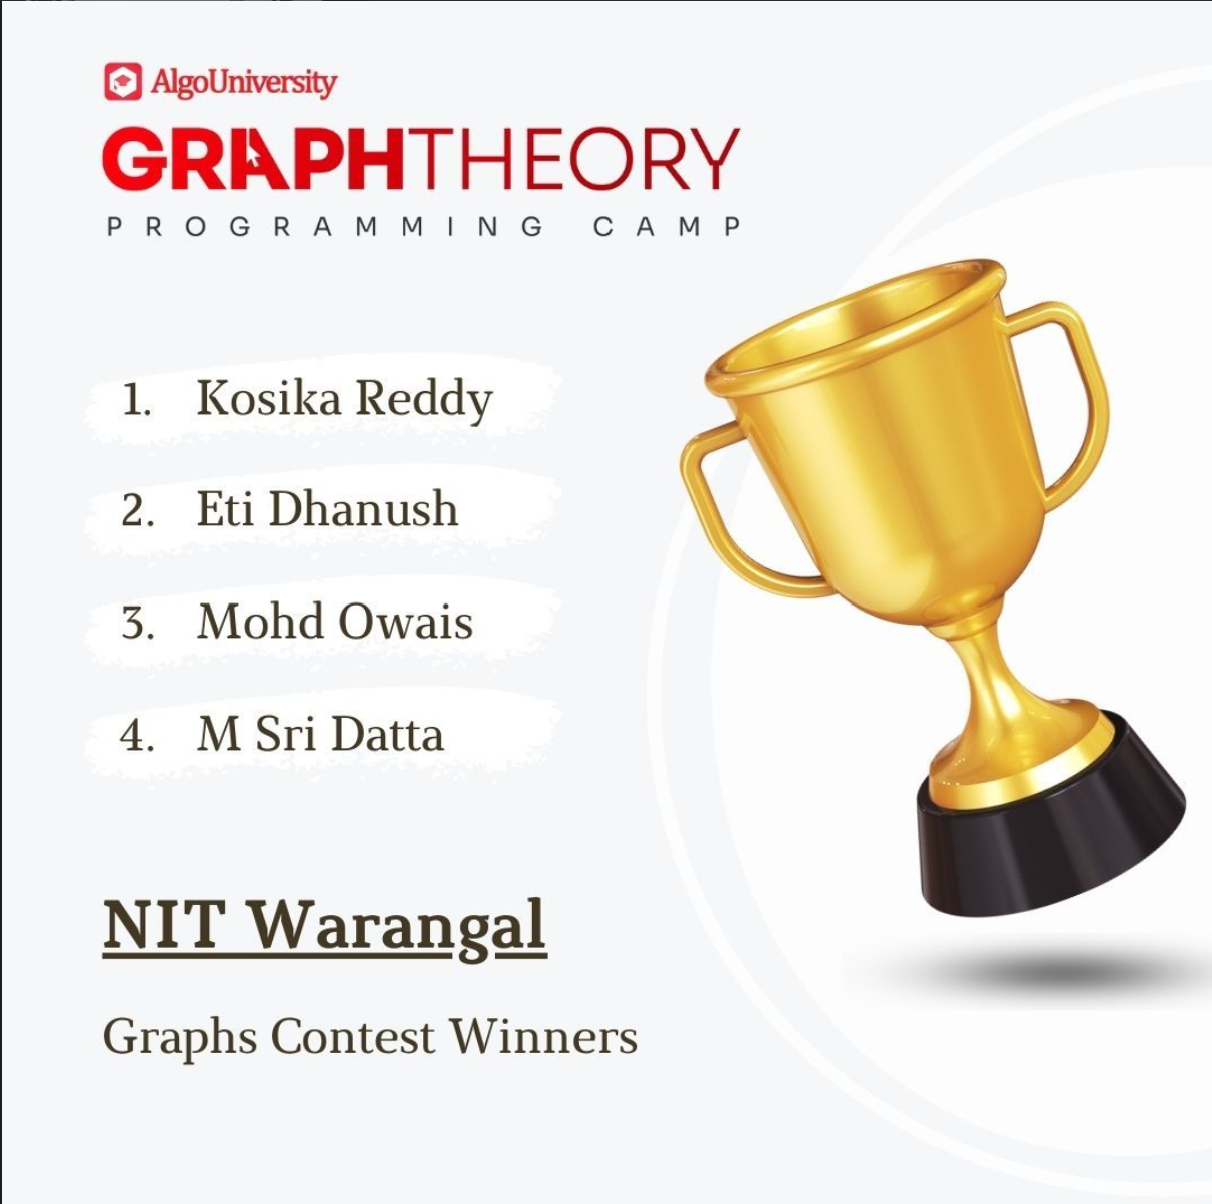 AlgoUniversity
GRAPHTHEORY
PROGRAMMING CAMP
1. Kosika Reddy
2. Eti Dhanush
3. Mohd Owais
4. M Sri Datta
NIT Warangal
Graphs Contest Winners